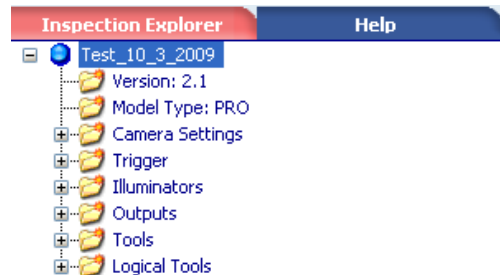 Inspection Explorer Help
Test_10_3_2009
Version: 2.1
Model Type: PRO
Camera Settings
Trigger
Illuminators
Outputs
Tools
Logical Tools